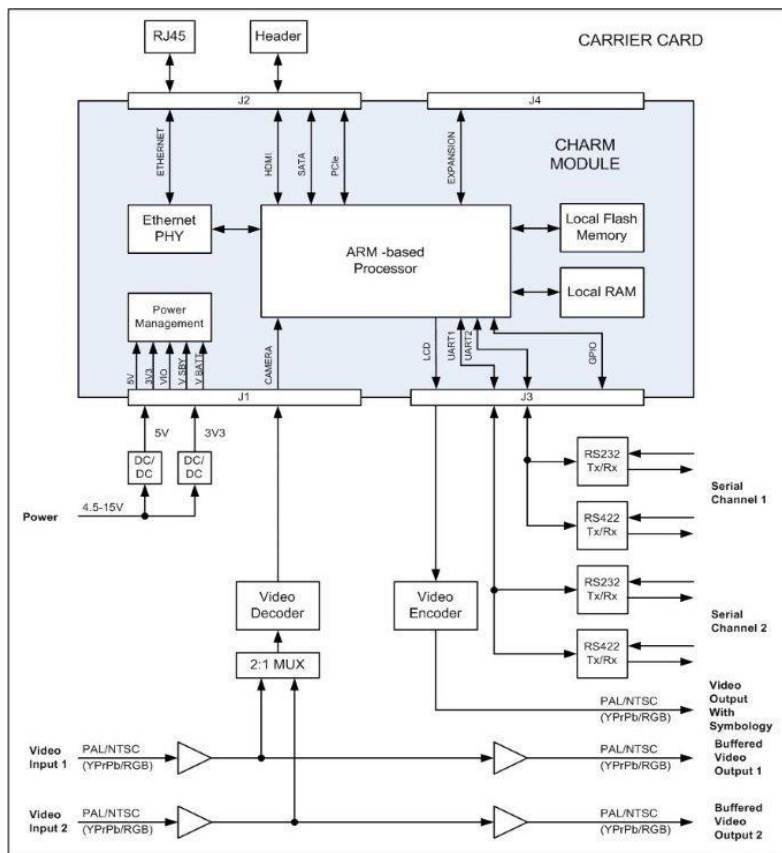 RJ45
Header
CARRIER CARD
J2
J4
ETHERNET
HDMI
SATA
PCIe
EXPANSION
CHARM
MODULE
Ethernet
PHY
ARM -based
Processor
Local Flash
Memory
Local RAM
Power
Management
5V
3V3
VIO
V_SBY
V_BATT
CAMERA
LCD
UART1
UART2
GPIO
J1
J3
5V
3V3
DC/
DC
DC/
DC
Power
4.5-15V
RS232
Tx/Rx
Serial
Channel 1
RS422
Tx/Rx
Video
Decoder
Video
Encoder
RS232
Tx/Rx
Serial
Channel 2
RS422
Tx/Rx
2:1 MUX
PAL/NTSC
(YPrPb/RGB)
Video
Output
With
Symbology
Video
Input 1
PAL/NTSC
(YPrPb/RGB)
PAL/NTSC
(YPrPb/RGB)
Buffered
Video
Output 1
Video
Input 2
PAL/NTSC
(YPrPb/RGB)
PAL/NTSC
(YPrPb/RGB)
Buffered
Video
Output 2